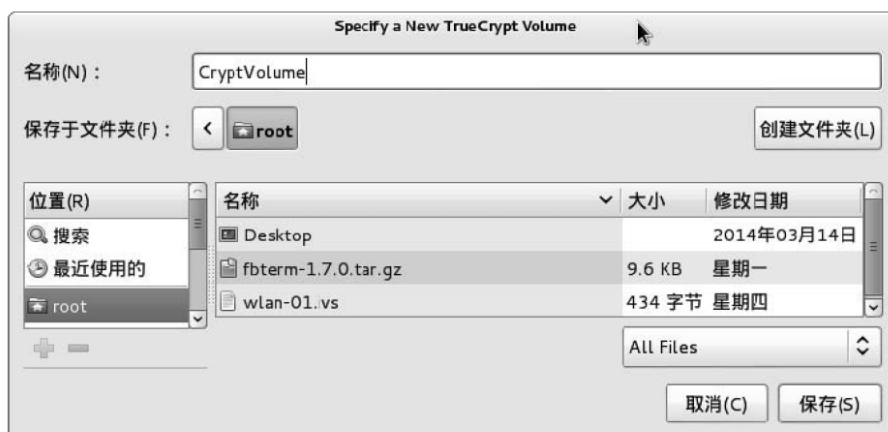 Specify a New TrueCrypt Volume
名称(N)： CryptVolume
保存于文件夹(F)： < root 创建文件夹(L)
位置(R) 名称 大小 修改日期
搜索 Desktop 2014年03月14日
最近使用的 fbterm-1.7.0.tar.gz 9.6 KB 星期一
root wlan-01.ivs 434 字节 星期四
All Files
取消(C) 保存(S)